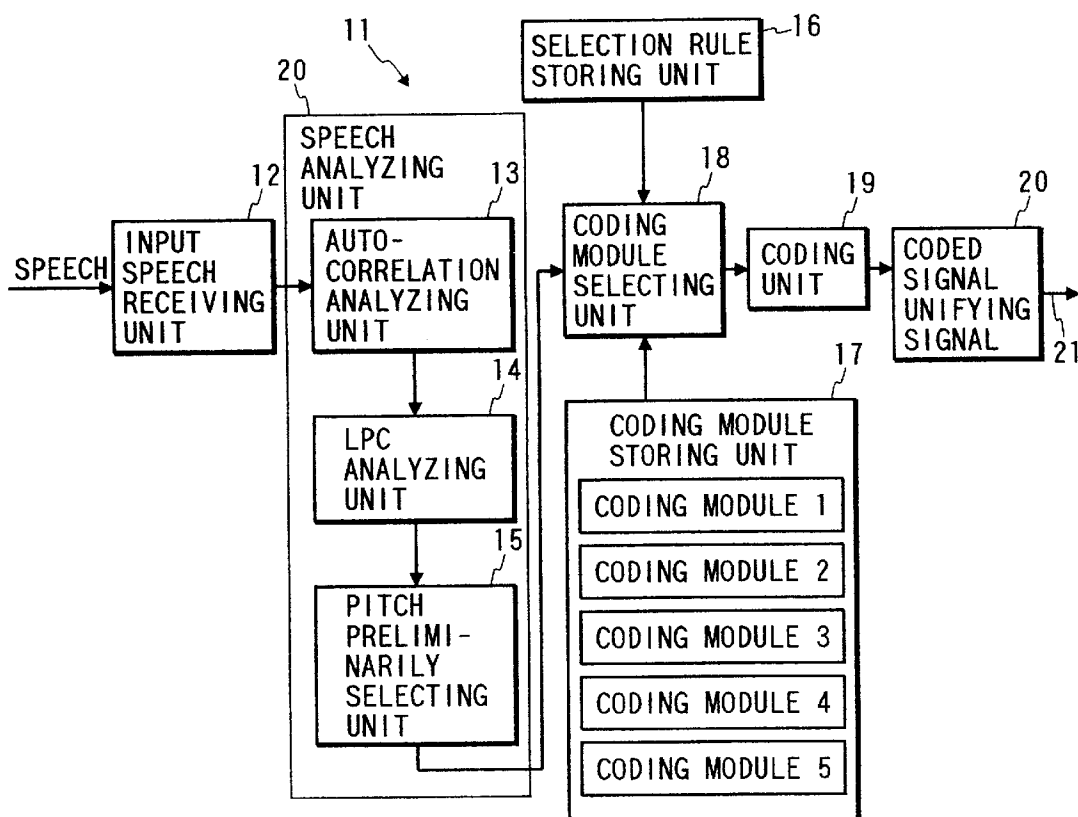 11
16
SELECTION RULE
STORING UNIT
20
SPEECH
ANALYZING
UNIT
12
INPUT
SPEECH
RECEIVING
UNIT
SPEECH
13
AUTO-
CORRELATION
ANALYZING
UNIT
14
LPC
ANALYZING
UNIT
15
PITCH
PRELIMI-
NARILY
SELECTING
UNIT
18
CODING
MODULE
SELECTING
UNIT
19
CODING
UNIT
20
CODED
SIGNAL
UNIFYING
SIGNAL
21
17
CODING MODULE
STORING UNIT
CODING MODULE 1
CODING MODULE 2
CODING MODULE 3
CODING MODULE 4
CODING MODULE 5